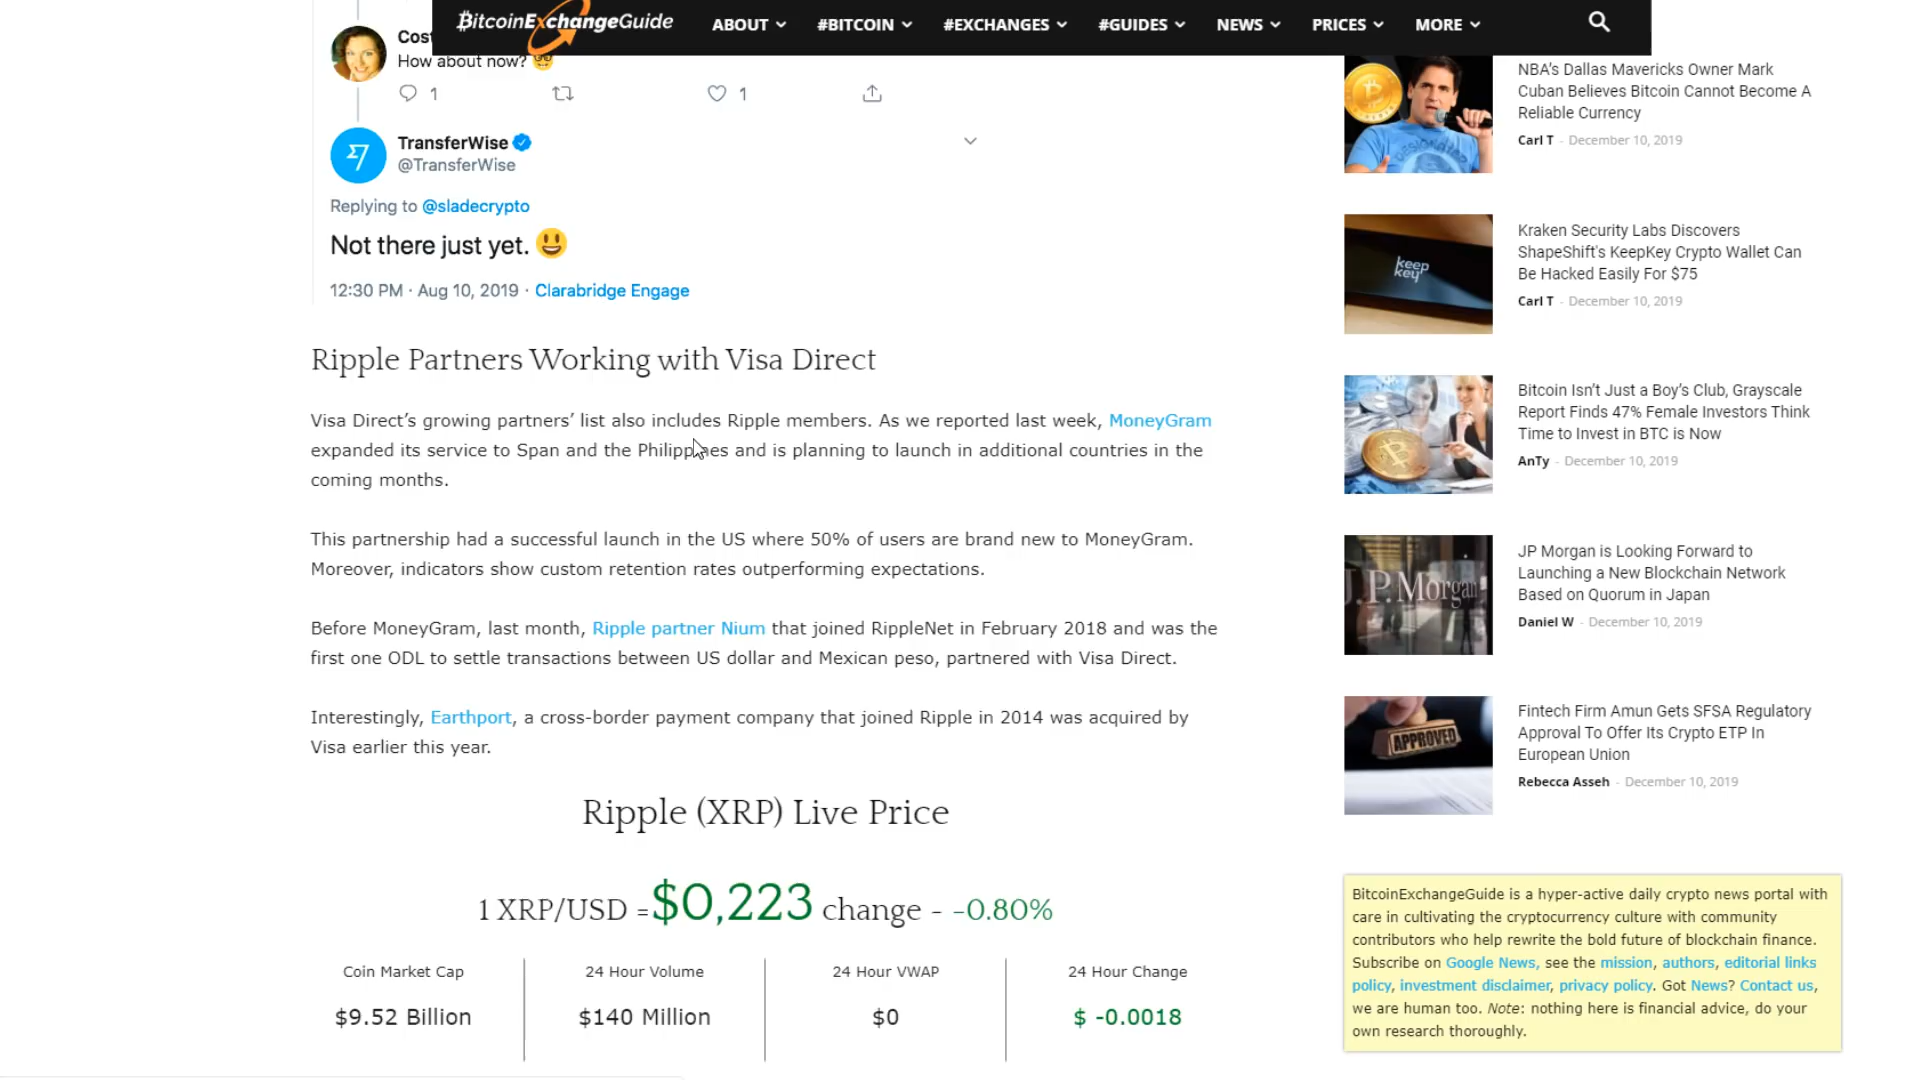 BitcoinExchangeGuide
ABOUT
#BITCOIN
#EXCHANGES
#GUIDES
NEWS
PRICES
MORE
Cost
How about now?
1
1
TransferWise
@TransferWise
Replying to @sladecrypto
Not there just yet.
12:30 PM · Aug 10, 2019 · Clarabridge Engage
Ripple Partners Working with Visa Direct
Visa Direct’s growing partners’ list also includes Ripple members. As we reported last week, MoneyGram
expanded its service to Span and the Philippines and is planning to launch in additional countries in the
coming months.
This partnership had a successful launch in the US where 50% of users are brand new to MoneyGram.
Moreover, indicators show custom retention rates outperforming expectations.
Before MoneyGram, last month, Ripple partner Nium that joined RippleNet in February 2018 and was the
first one ODL to settle transactions between US dollar and Mexican peso, partnered with Visa Direct.
Interestingly, Earthport, a cross-border payment company that joined Ripple in 2014 was acquired by
Visa earlier this year.
Ripple (XRP) Live Price
1 XRP/USD =$0,223 change - -0.80%
Coin Market Cap
$9.52 Billion
24 Hour Volume
$140 Million
24 Hour VWAP
$0
24 Hour Change
$ -0.0018
NBA’s Dallas Mavericks Owner Mark
Cuban Believes Bitcoin Cannot Become A
Reliable Currency
Carl T - December 10, 2019
keep
key
Kraken Security Labs Discovers
ShapeShift’s KeepKey Crypto Wallet Can
Be Hacked Easily For $75
Carl T - December 10, 2019
Bitcoin Isn’t Just a Boy’s Club, Grayscale
Report Finds 47% Female Investors Think
Time to Invest in BTC is Now
AnTy - December 10, 2019
J.P.Morgan
JP Morgan is Looking Forward to
Launching a New Blockchain Network
Based on Quorum in Japan
Daniel W - December 10, 2019
APPROVED
Fintech Firm Amun Gets SFSA Regulatory
Approval To Offer Its Crypto ETP In
European Union
Rebecca Asseh - December 10, 2019
BitcoinExchangeGuide is a hyper-active daily crypto news portal with
care in cultivating the cryptocurrency culture with community
contributors who help rewrite the bold future of blockchain finance.
Subscribe on Google News, see the mission, authors, editorial links
policy, investment disclaimer, privacy policy. Got News? Contact us,
we are human too. Note: nothing here is financial advice, do your
own research thoroughly.